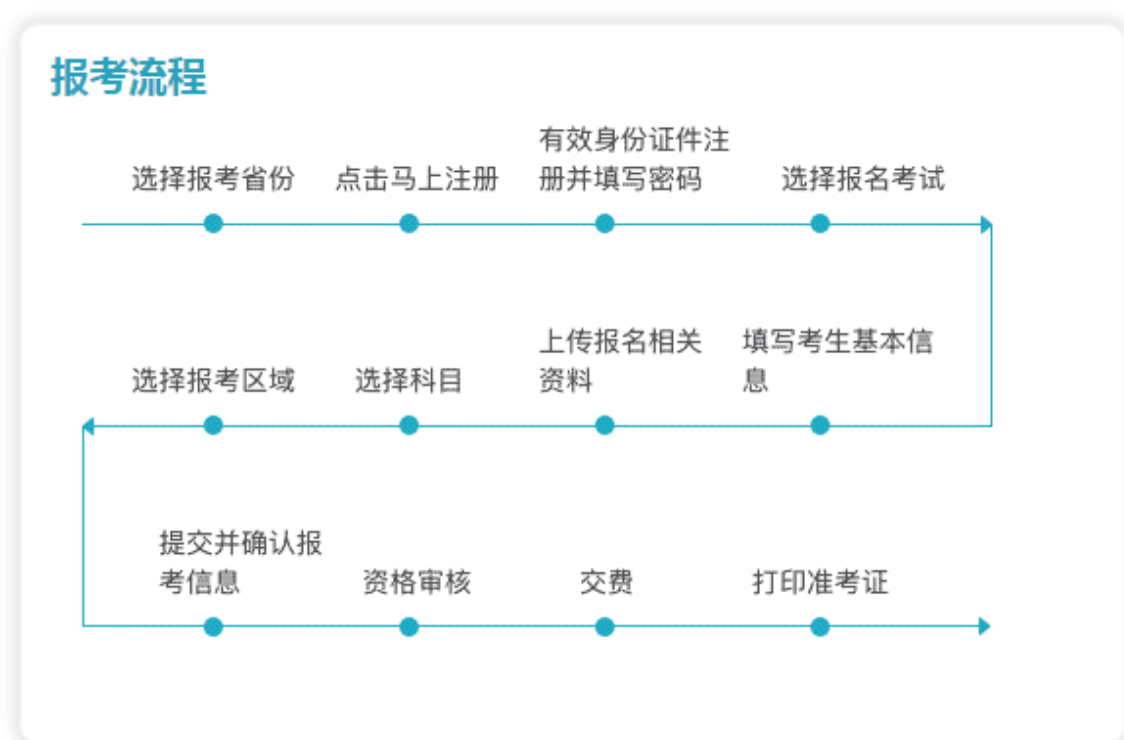 报考流程
选择报考省份
点击马上注册
有效身份证件注
册并填写密码
选择报名考试
填写考生基本信
息
上传报名相关
资料
选择科目
选择报考区域
提交并确认报
考信息
资格审核
交费
打印准考证